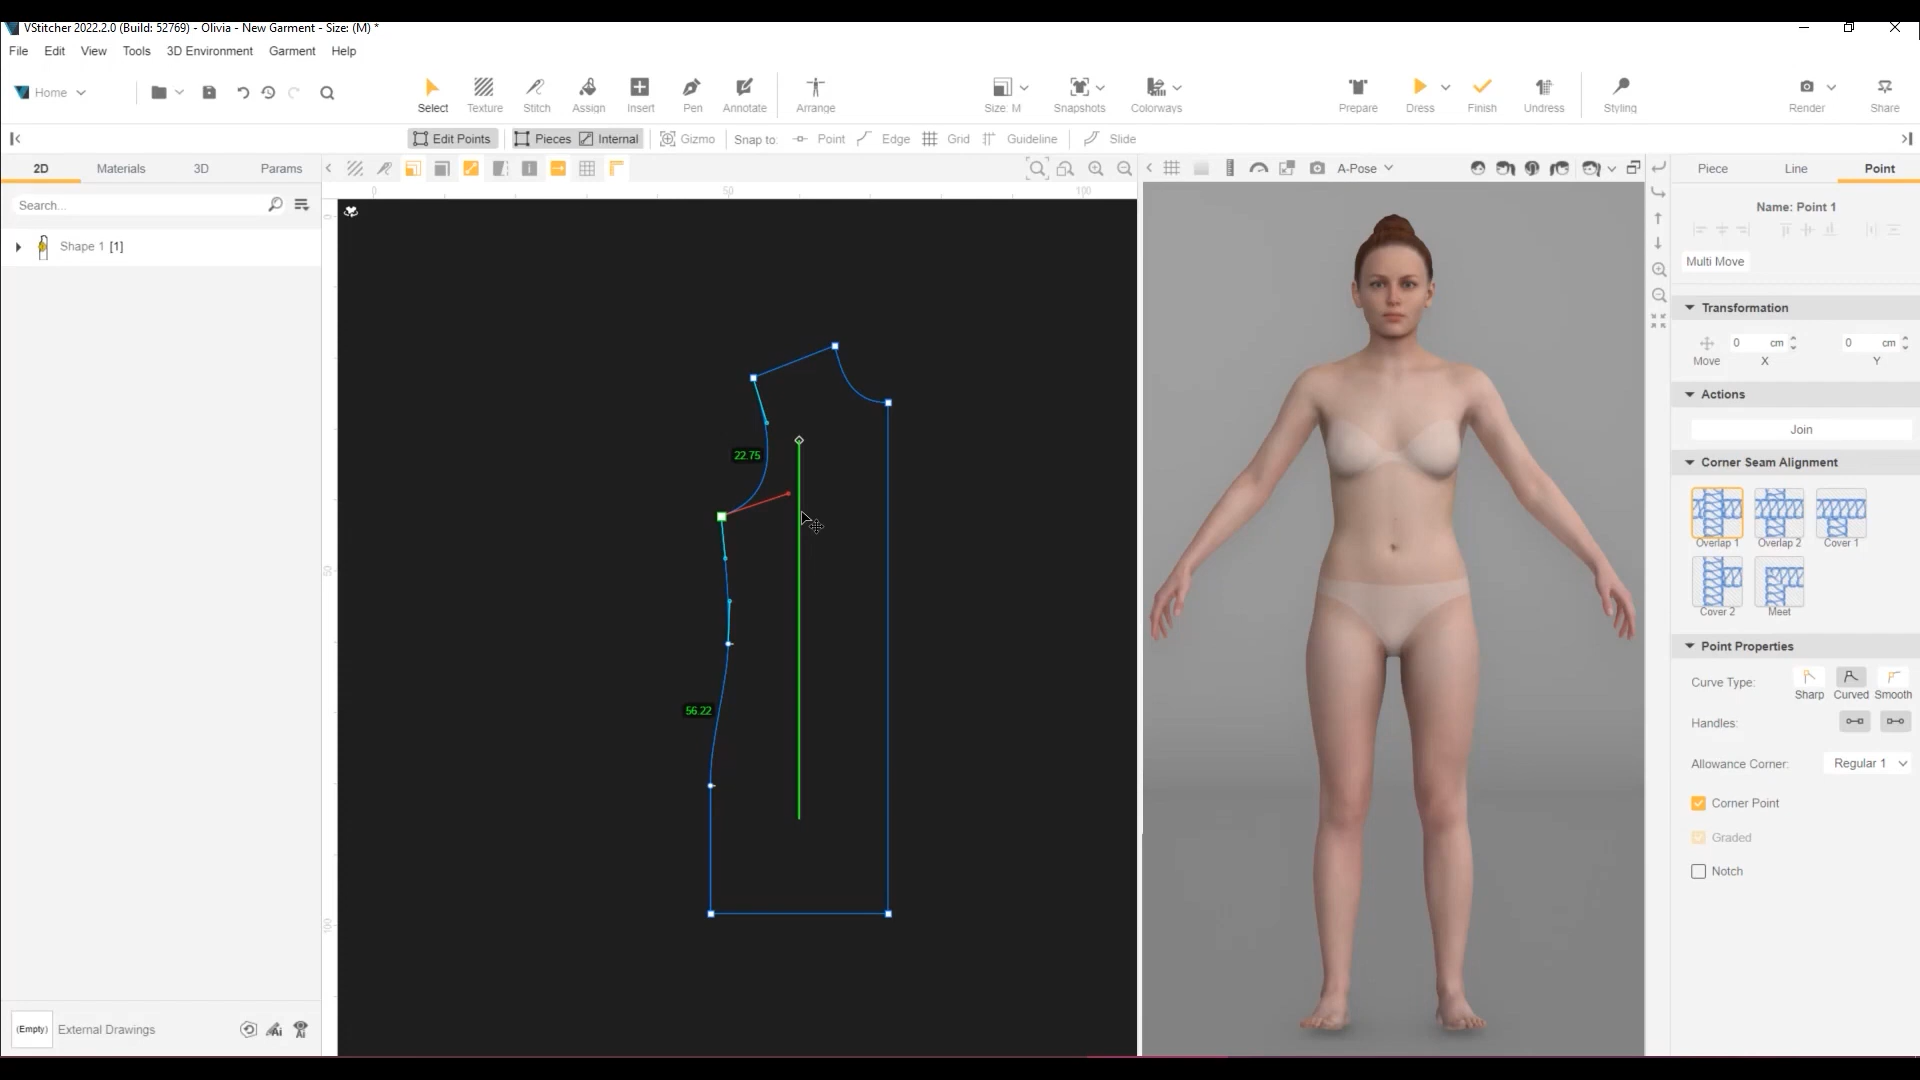 VStitcher 2022.2.0 (Build: 52769) - Olivia - New Garment - Size: (M) *
File Edit View Tools 3D Environment Garment Help
Home
Select Texture Stitch Assign Insert Pen Annotate Arrange Size: M Snapshots Colorways Prepare Dress Finish Undress Styling Render Share
Edit Points Pieces Internal Gizmo Snap to: Point Edge Grid Guideline Slide
2D Materials 3D Params A-Pose Piece Line Point
0 50 100
Search...
Name: Point 1
Shape 1 [1]
Multi Move
Transformation
0 cm 0 cm
Move X Y
Actions
Join
22.75
Corner Seam Alignment
Overlap 1 Overlap 2 Cover 1
50
Cover 2 Meet
Point Properties
Curve Type: Sharp Curved Smooth
56.22
Handles:
Allowance Corner: Regular 1
Corner Point
Graded
Notch
100
(Empty) External Drawings Ai Ai